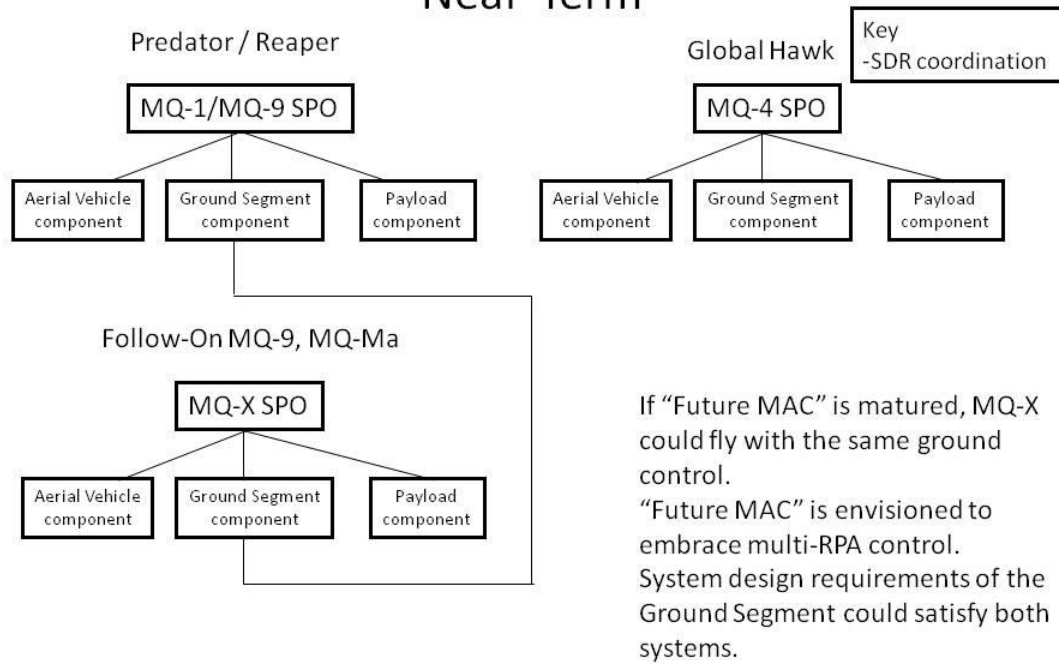 Near-Term
Predator / Reaper
Global Hawk
Key
-SDR coordination
MQ-1/MQ-9 SPO
MQ-4 SPO
Aerial Vehicle
component
Ground Segment
component
Payload
component
Aerial Vehicle
component
Ground Segment
component
Payload
component
Follow-On MQ-9, MQ-Ma
MQ-X SPO
Aerial Vehicle
component
Ground Segment
component
Payload
component
If “Future MAC” is matured, MQ-X
could fly with the same ground
control.
“Future MAC” is envisioned to
embrace multi-RPA control.
System design requirements of the
Ground Segment could satisfy both
systems.